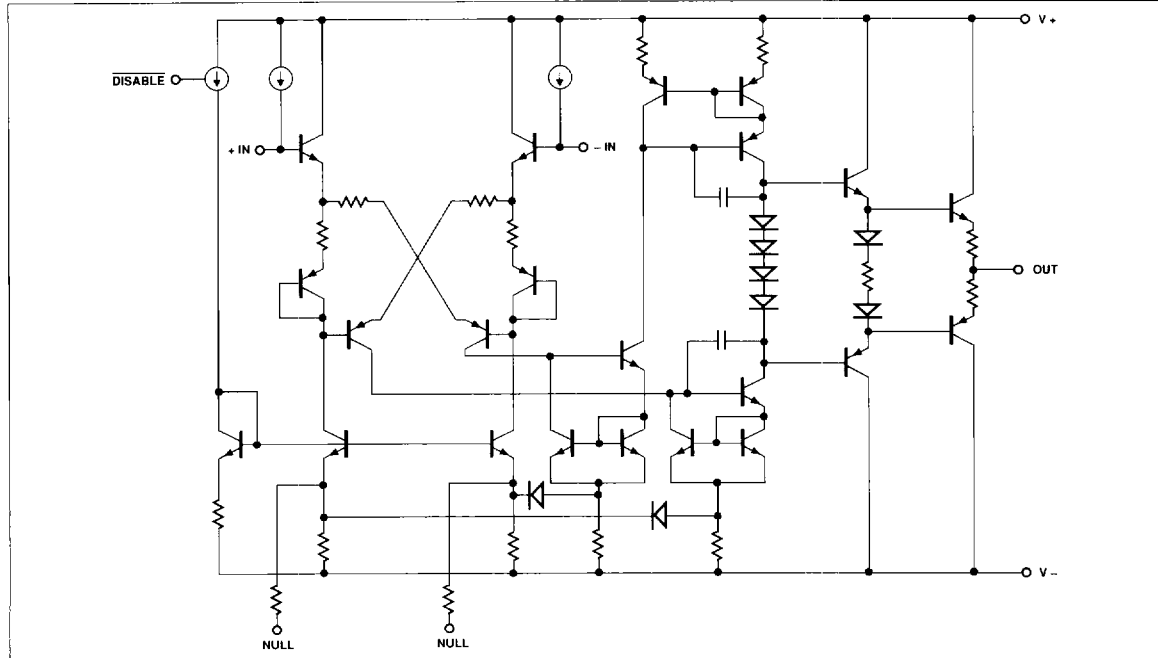 V +
DISABLE
+ IN
– IN
OUT
V –
NULL
NULL